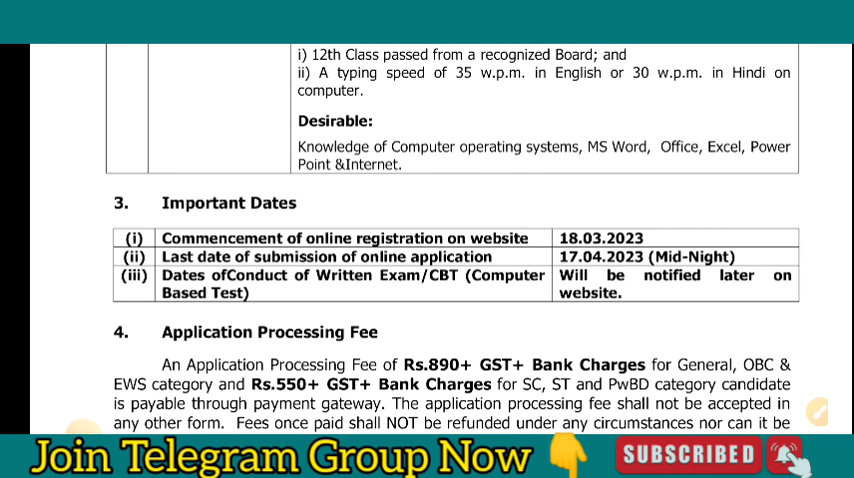 i) 12th Class passed from a recognized Board; and
ii) A typing speed of 35 w.p.m. in English or 30 w.p.m. in Hindi on
computer.
Desirable:
Knowledge of Computer operating systems, MS Word, Office, Excel, Power
Point &Internet.
3. Important Dates
(i) Commencement of online registration on website 18.03.2023
(ii) Last date of submission of online application 17.04.2023 (Mid-Night)
(iii) Dates ofConduct of Written Exam/CBT (Computer Will be notified later on
Based Test) website.
4. Application Processing Fee
An Application Processing Fee of Rs.890+ GST+ Bank Charges for General, OBC &
EWS category and Rs.550+ GST+ Bank Charges for SC, ST and PwBD category candidate
is payable through payment gateway. The application processing fee shall not be accepted in
any other form. Fees once paid shall NOT be refunded under any circumstances nor can it be
Join Telegram Group Now SUBSCRIBED